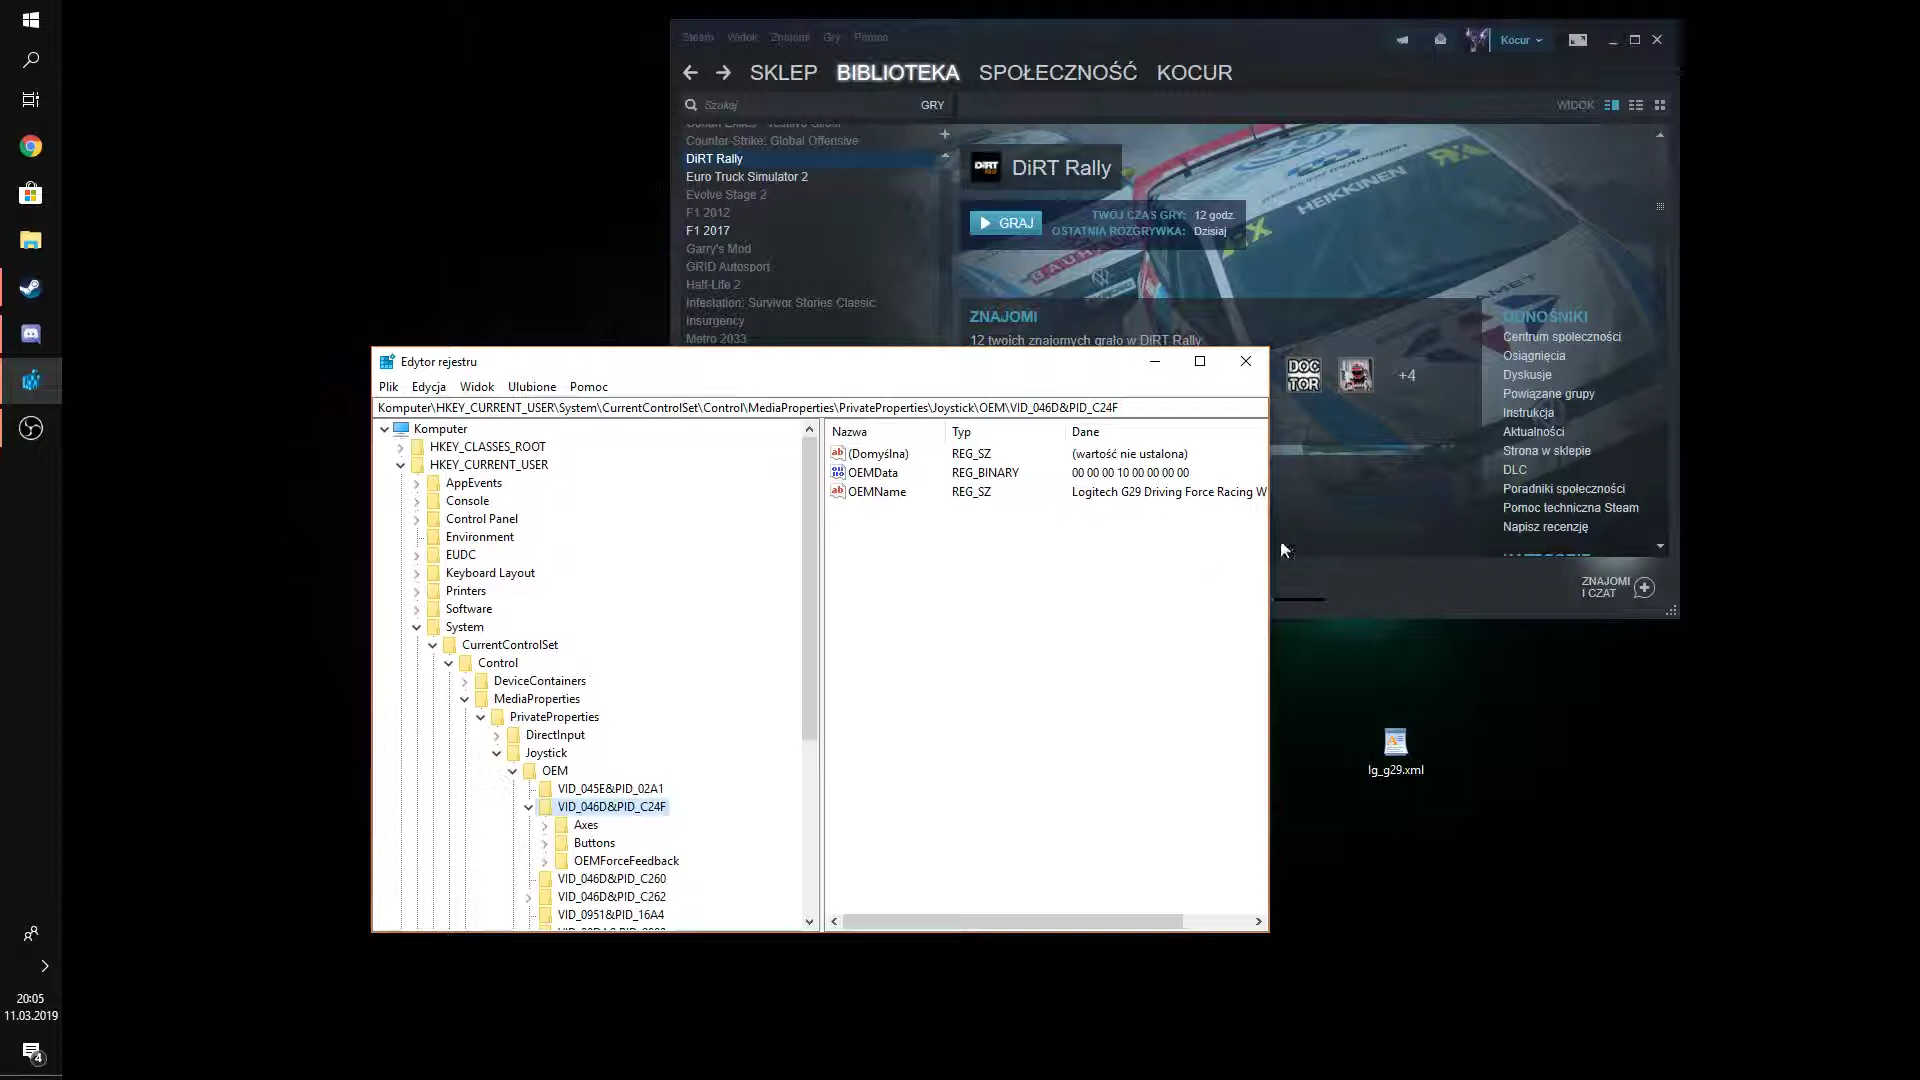 Steam Widok Znajomi Gry Pomoc
Kocur
SKLEP BIBLIOTEKA SPOŁECZNOŚĆ KOCUR
Szukaj GRY
WIDOK
Counter-Strike: Global Offensive
DiRT Rally
Euro Truck Simulator 2
Evolve Stage 2
F1 2012
F1 2017
Garry's Mod
GRID Autosport
Half-Life 2
Infestation: Survivor Stories Classic
Insurgency
Metro 2033
DiRT DiRT Rally
HEIKKINEN
GRAJ
TWÓJ CZAS GRY: 12 godz.
OSTATNIA ROZGRYWKA: Dzisiaj
ZNAJOMI
12 twoich znajomych grało w DiRT Rally
DOC
TOR
+4
ODNOŚNIKI
Centrum społeczności
Osiągnięcia
Dyskusje
Powiązane grupy
Instrukcja
Aktualności
Strona w sklepie
DLC
Poradniki społeczności
Pomoc techniczna Steam
Napisz recenzję
ZNAJOMI
I CZAT
Edytor rejestru
Plik Edycja Widok Ulubione Pomoc
Komputer\HKEY_CURRENT_USER\System\CurrentControlSet\Control\MediaProperties\PrivateProperties\Joystick\OEM\VID_046D&PID_C24F
Komputer
HKEY_CLASSES_ROOT
HKEY_CURRENT_USER
AppEvents
Console
Control Panel
Environment
EUDC
Keyboard Layout
Printers
Software
System
CurrentControlSet
Control
DeviceContainers
MediaProperties
PrivateProperties
DirectInput
Joystick
OEM
VID_045E&PID_02A1
VID_046D&PID_C24F
Axes
Buttons
OEMForceFeedback
VID_046D&PID_C260
VID_046D&PID_C262
VID_0951&PID_16A4
Nazwa Typ Dane
(Domyślna) REG_SZ (wartość nie ustalona)
OEMData REG_BINARY 00 00 00 10 00 00 00 00
OEMName REG_SZ Logitech G29 Driving Force Racing W
lg_g29.xml
20:05
11.03.2019
4